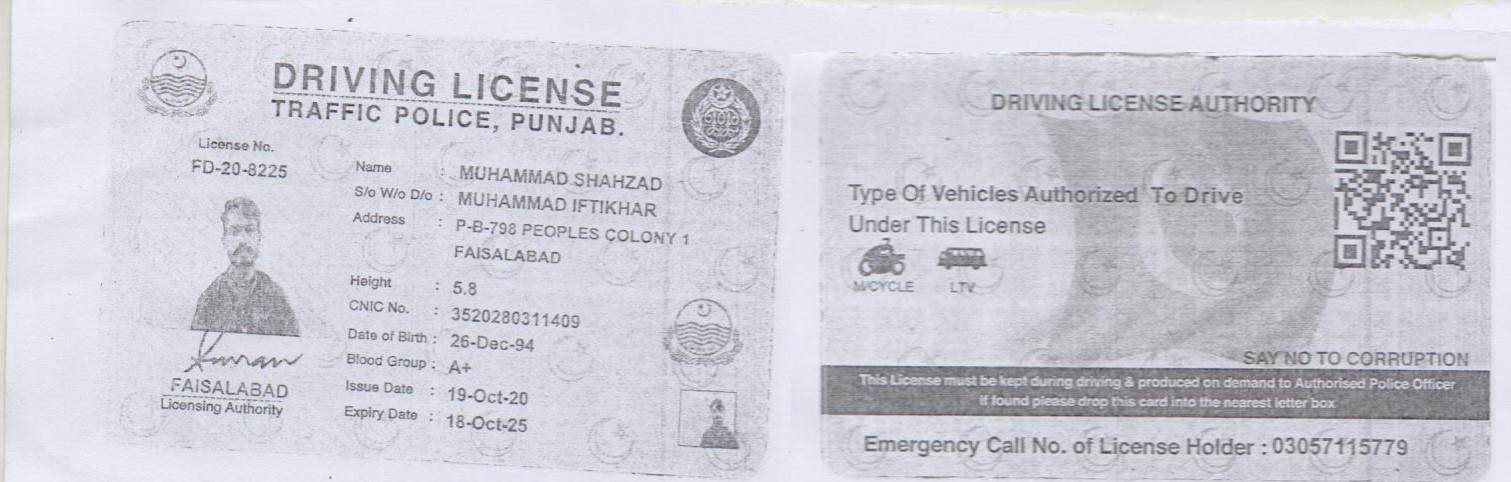 DRIVING LICENSE
TRAFFIC POLICE, PUNJAB.
License No.
FD-20-8225
Name : MUHAMMAD SHAHZAD
S/o W/o D/o : MUHAMMAD IFTIKHAR
Address : P-B-798 PEOPLES COLONY 1
FAISALABAD
Height : 5.8
CNIC No. : 3520280311409
Date of Birth : 26-Dec-94
Blood Group : A+
Issue Date : 19-Oct-20
Expiry Date : 18-Oct-25
FAISALABAD
Licensing Authority
DRIVING LICENSE AUTHORITY
Type Of Vehicles Authorized To Drive
Under This License
M/CYCLE LTV
SAY NO TO CORRUPTION
This License must be kept during driving & produced on demand to Authorised Police Officer
If found please drop this card into the nearest letter box
Emergency Call No. of License Holder : 03057115779